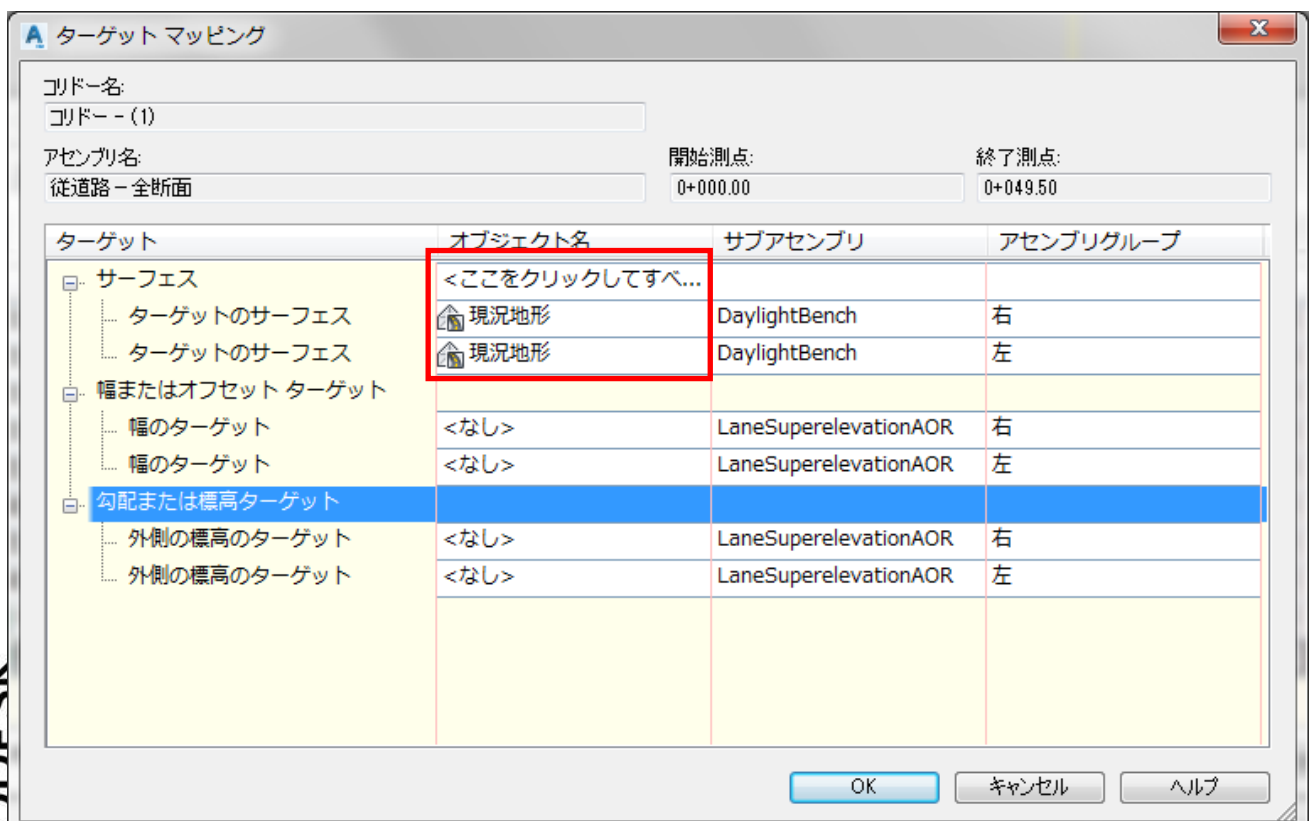 ターゲット マッピング
コリドー名:
コリドー - (1)
アセンブリ名: 開始測点: 終了測点:
従道路－全断面 0+000.00 0+049.50
ターゲット オブジェクト名 サブアセンブリ アセンブリグループ
サーフェス <ここをクリックしてすべ...
ターゲットのサーフェス 現況地形 DaylightBench 右
ターゲットのサーフェス 現況地形 DaylightBench 左
幅またはオフセット ターゲット
幅のターゲット <なし> LaneSuperelevationAOR 右
幅のターゲット <なし> LaneSuperelevationAOR 左
勾配または標高ターゲット
外側の標高のターゲット <なし> LaneSuperelevationAOR 右
外側の標高のターゲット <なし> LaneSuperelevationAOR 左
OK キャンセル ヘルプ